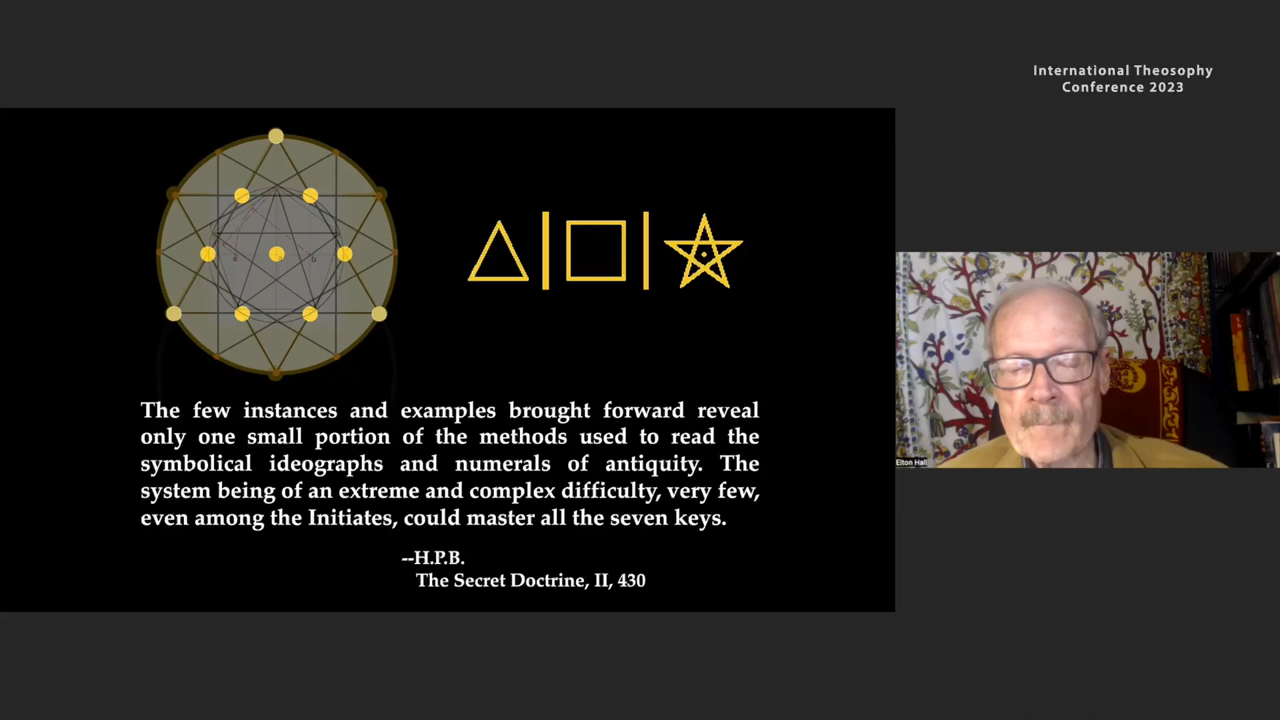 International Theosophy
Conference 2023
The few instances and examples brought forward reveal
only one small portion of the methods used to read the
symbolical ideographs and numerals of antiquity. The
system being of an extreme and complex difficulty, very few,
even among the Initiates, could master all the seven keys.
--H.P.B.
The Secret Doctrine, II, 430
Elton Hall